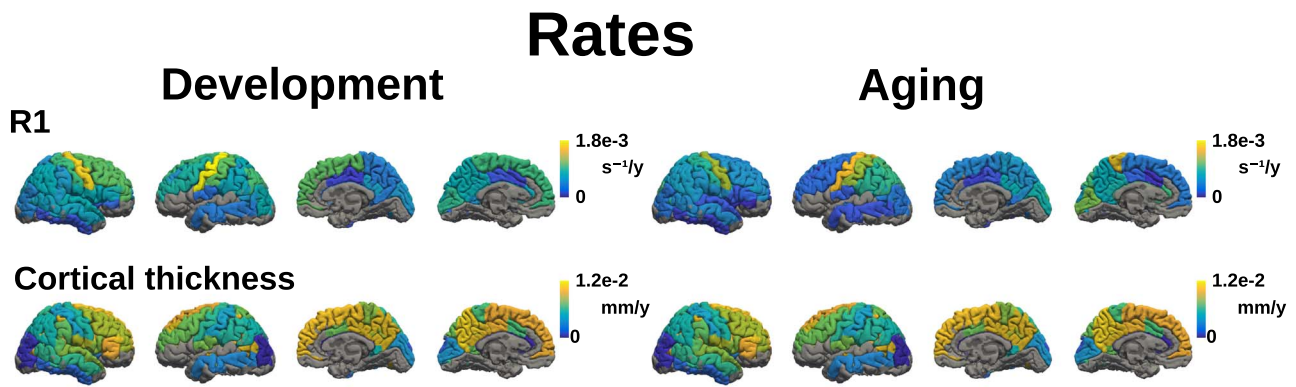 Rates
Development
Aging
R1
1.8e-3
s⁻¹/y
0
1.8e-3
s⁻¹/y
0
Cortical thickness
1.2e-2
mm/y
0
1.2e-2
mm/y
0